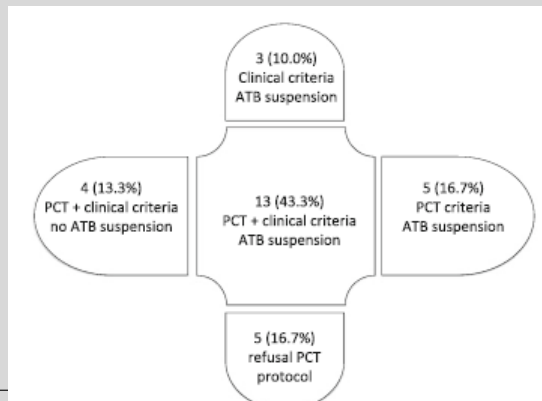 3 (10.0%)
Clinical criteria
ATB suspension
4 (13.3%)
PCT + clinical criteria
no ATB suspension
13 (43.3%)
PCT + clinical criteria
ATB suspension
5 (16.7%)
PCT criteria
ATB suspension
5 (16.7%)
refusal PCT
protocol